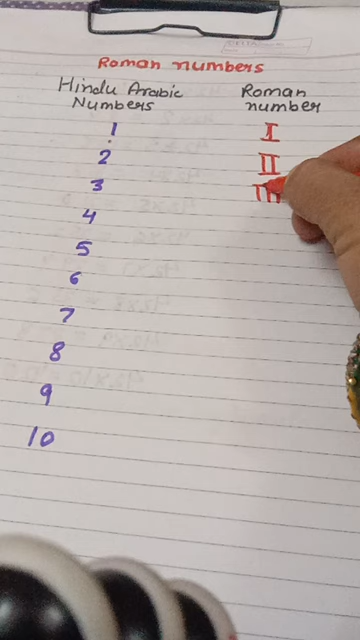 Roman numbers
Hindu Arabic Numbers
Roman number
1 I
2 II
3 III
4
5
6
7
8
9
10